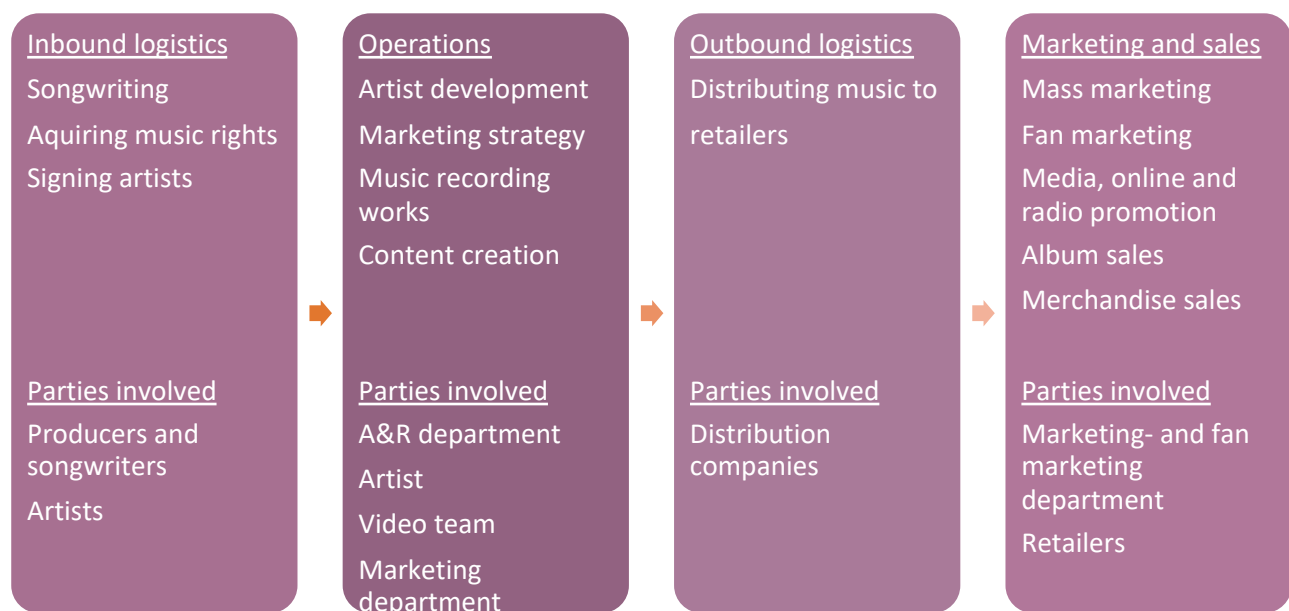 Inbound logistics
Songwriting
Aquiring music rights
Signing artists
Parties involved
Producers and
songwriters
Artists
Operations
Artist development
Marketing strategy
Music recording
works
Content creation
Parties involved
A&R department
Artist
Video team
Marketing
department
Outbound logistics
Distributing music to
retailers
Parties involved
Distribution
companies
Marketing and sales
Mass marketing
Fan marketing
Media, online and
radio promotion
Album sales
Merchandise sales
Parties involved
Marketing- and fan
marketing
department
Retailers